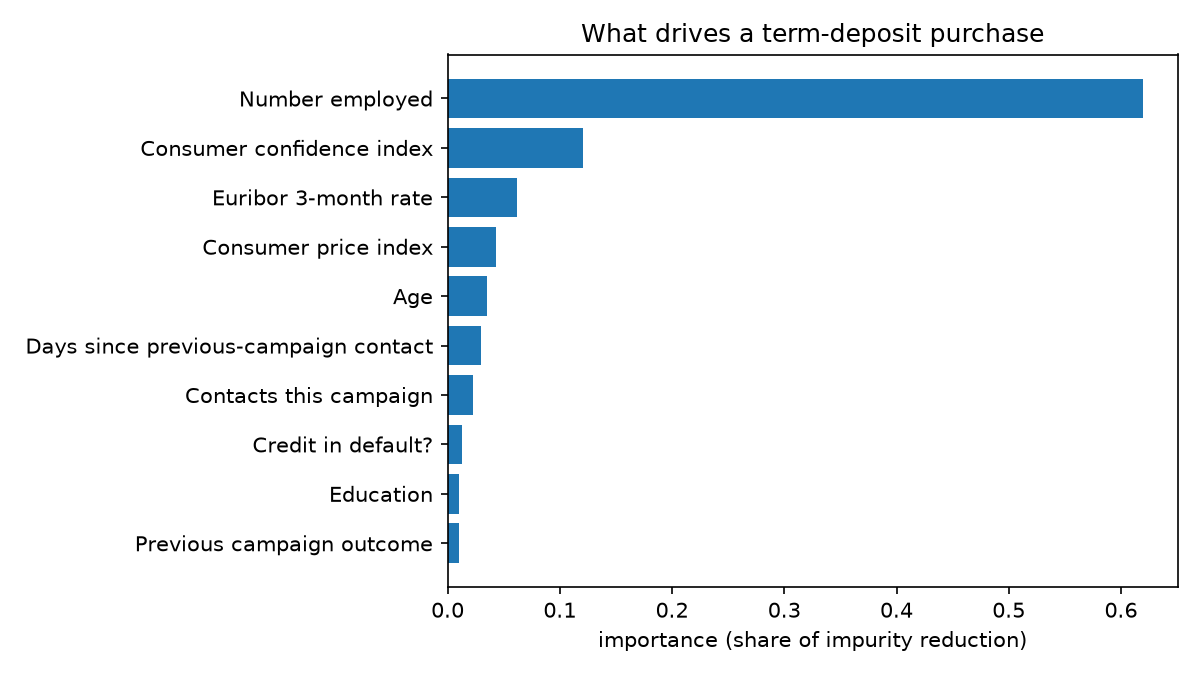 What drives a term-deposit purchase
Number employed
Consumer confidence index
Euribor 3-month rate
Consumer price index
Age
Days since previous-campaign contact
Contacts this campaign
Credit in default?
Education
Previous campaign outcome
0.0 0.1 0.2 0.3 0.4 0.5 0.6
importance (share of impurity reduction)